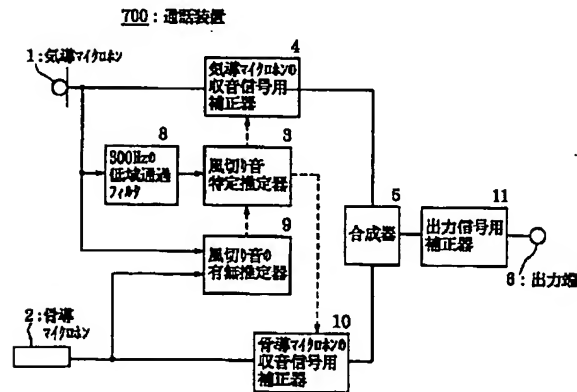 700：通話装置
1：気導マイクロホン
4
気導マイクロホンの
収音信号用
補正器
8
300Hzの
低域通過
フィルタ
3
風切り音
特定推定器
9
風切り音の
有無推定器
5
合成器
11
出力信号用
補正器
6：出力端
2：骨導
マイクロホン
10
骨導マイクロホンの
収音信号用
補正器